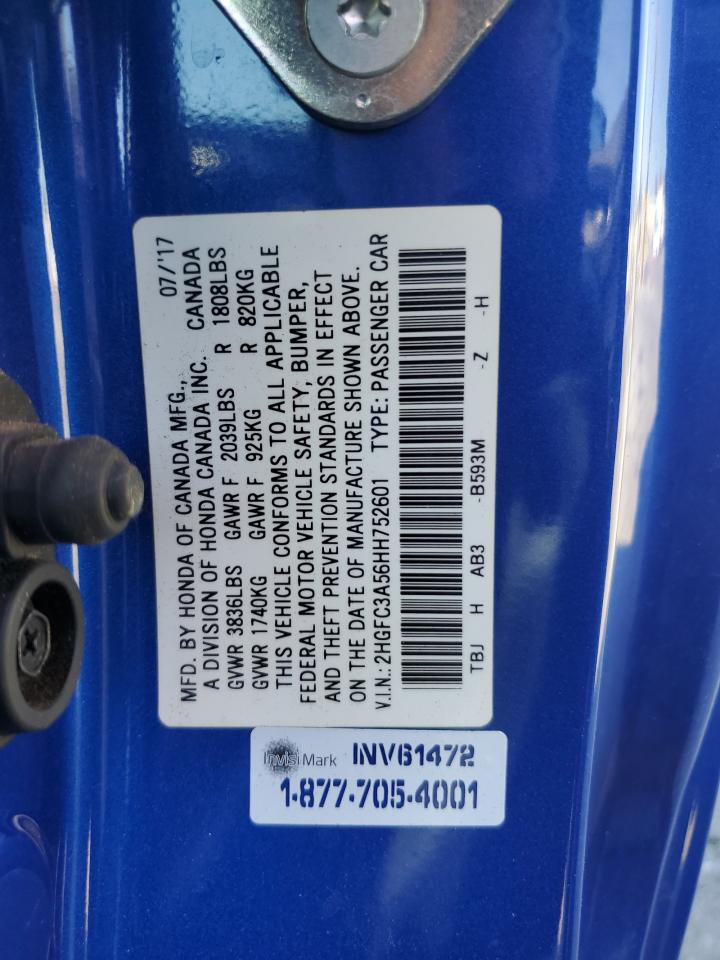 MFD. BY HONDA OF CANADA MFG., 07/'17
A DIVISION OF HONDA CANADA INC. CANADA
GVWR 3836LBS GAWR F 2039LBS R 1808LBS
GVWR 1740KG GAWR F 925KG R 820KG
THIS VEHICLE CONFORMS TO ALL APPLICABLE
FEDERAL MOTOR VEHICLE SAFETY, BUMPER,
AND THEFT PREVENTION STANDARDS IN EFFECT
ON THE DATE OF MANUFACTURE SHOWN ABOVE.
V.I.N.: 2HGFC3A56HH752601 TYPE: PASSENGER CAR
TBJ H AB3 -B593M -Z -H
InvisiMark INV61472
1-877-705-4001